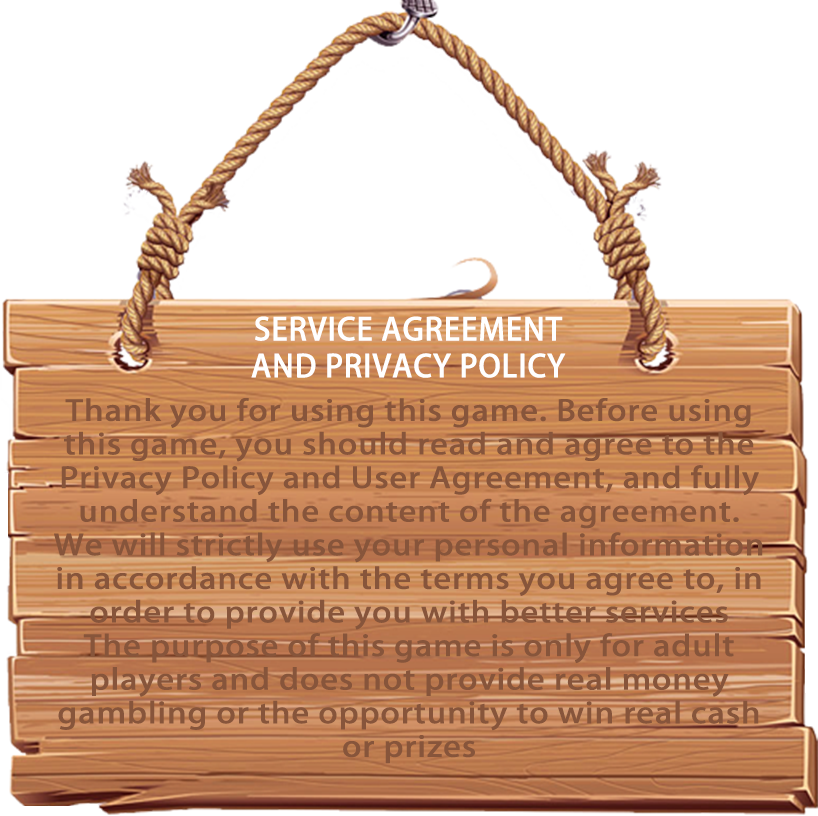 SERVICE AGREEMENT
AND PRIVACY POLICY
Thank you for using this game. Before using
this game, you should read and agree to the
Privacy Policy and User Agreement, and fully
understand the content of the agreement.
We will strictly use your personal information
in accordance with the terms you agree to, in
order to provide you with better services
The purpose of this game is only for adult
players and does not provide real money
gambling or the opportunity to win real cash
or prizes